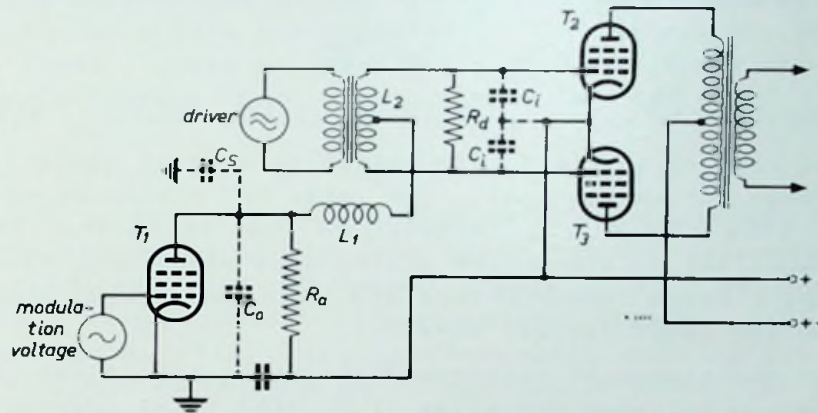 T2
driver
L2
Rd
Ci
Ci
CS
T1
L1
T3
Ca
Ra
modula-
tion
voltage
+
+